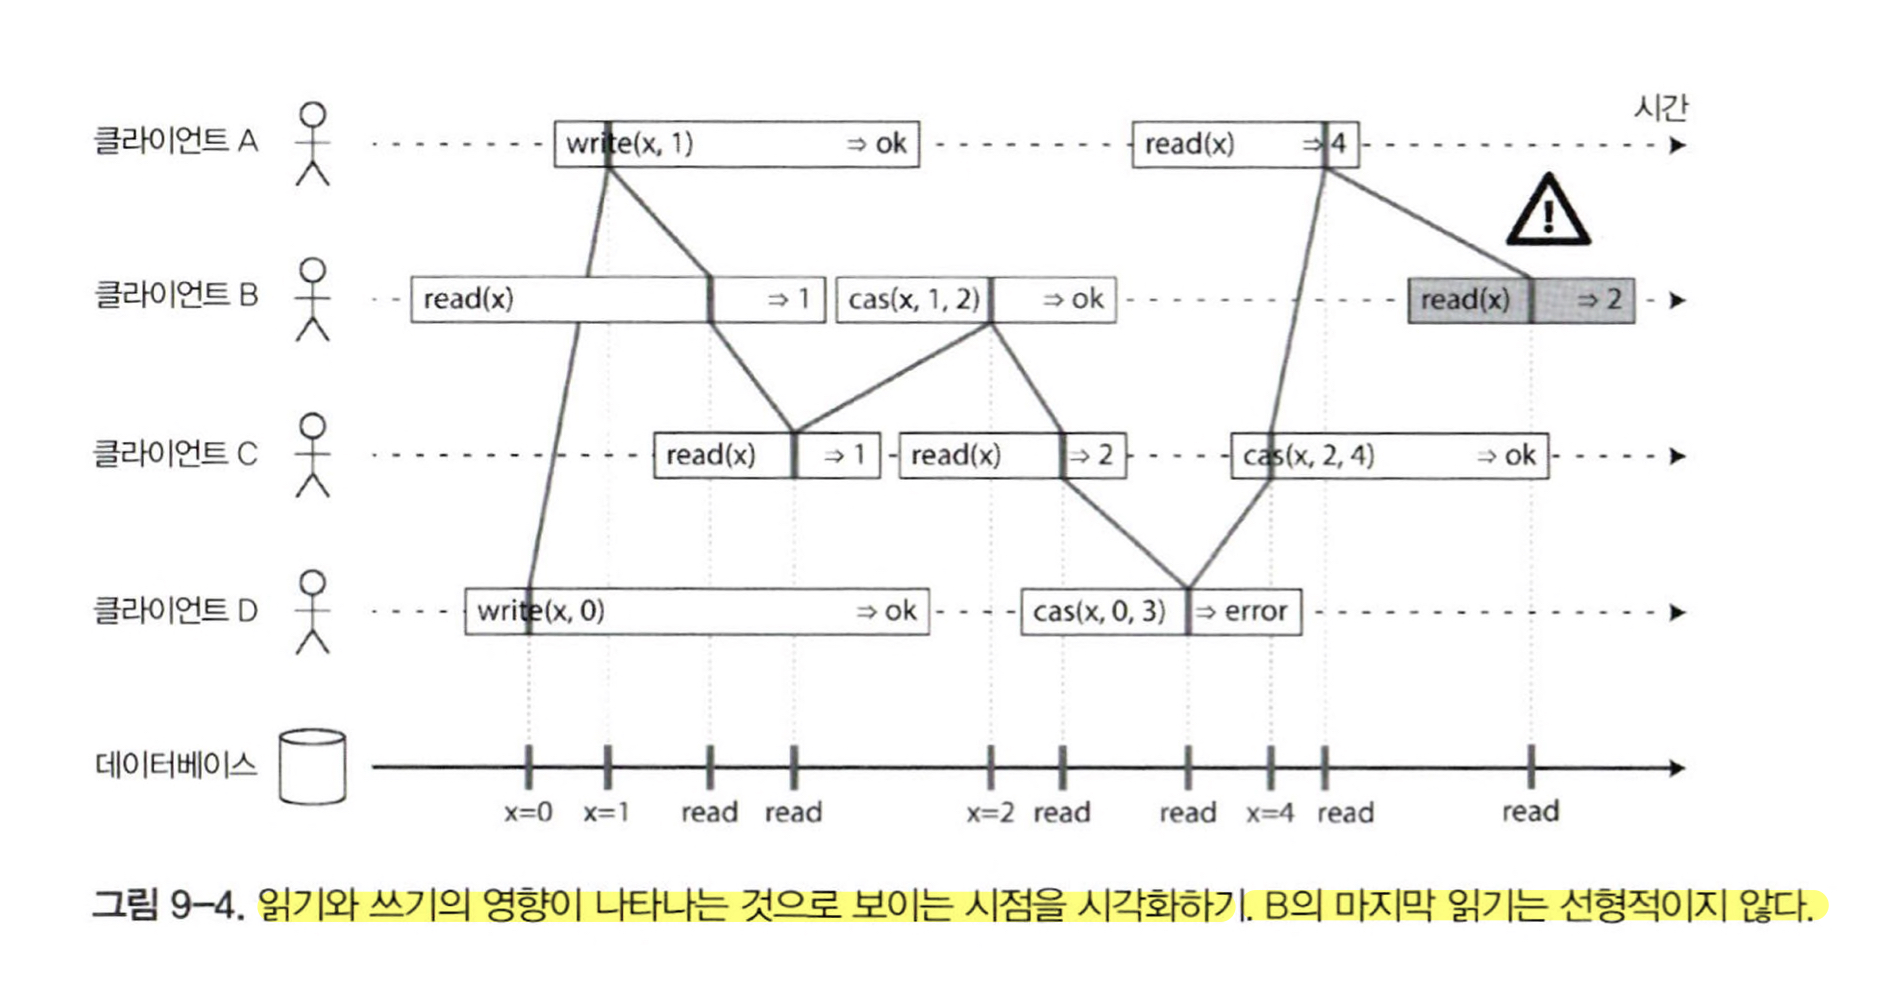 시간
클라이언트 A
write(x, 1) ⇒ ok
read(x) ⇒ 4
!
클라이언트 B
read(x) ⇒ 1
cas(x, 1, 2) ⇒ ok
read(x) ⇒ 2
클라이언트 C
read(x) ⇒ 1
read(x) ⇒ 2
cas(x, 2, 4) ⇒ ok
클라이언트 D
write(x, 0) ⇒ ok
cas(x, 0, 3) ⇒ error
데이터베이스
x=0 x=1 read read x=2 read read x=4 read read
그림 9-4. 읽기와 쓰기의 영향이 나타나는 것으로 보이는 시점을 시각화하기. B의 마지막 읽기는 선형적이지 않다.